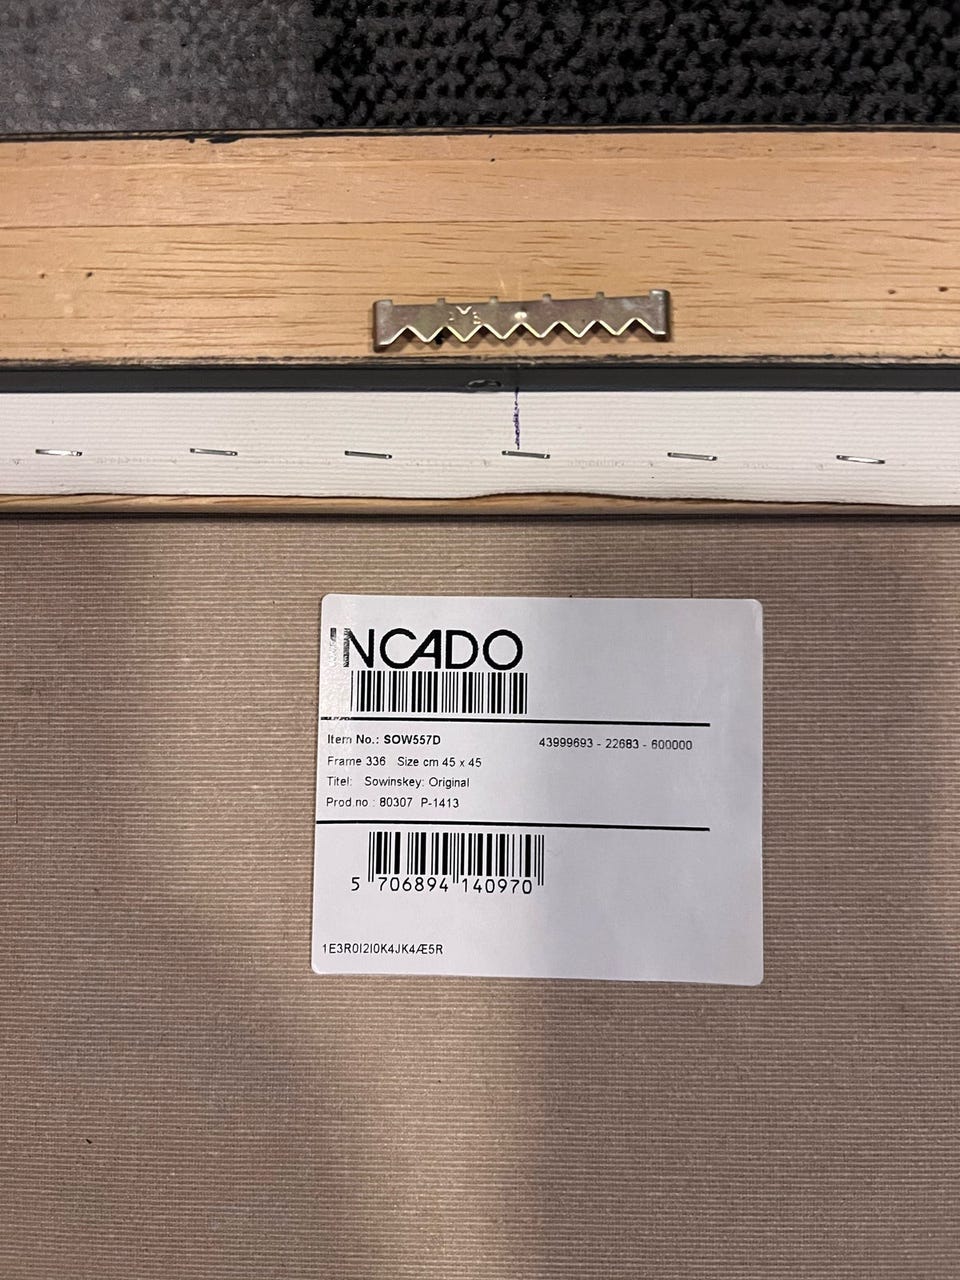 INCADO
Item No.: SOW557D
43999693 - 22683 - 600000
Frame 336 Size cm 45 x 45
Titel: Sowinskey: Original
Prod.no : 80307 P-1413
5 706894 140970
1E3R0I2I0K4JK4Æ5R